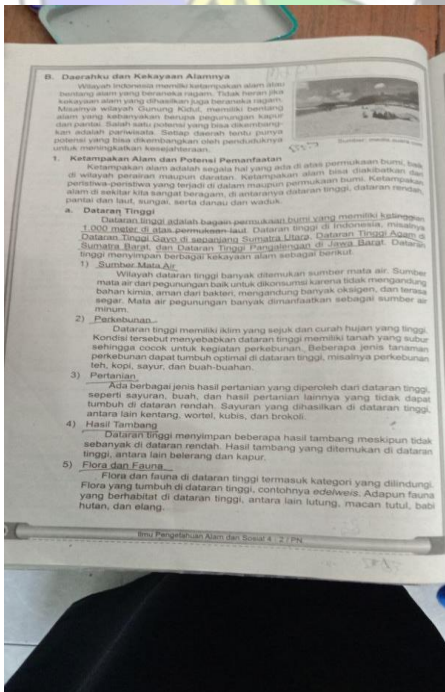 B. Daerahku dan Kekayaan Alamnya
Wilayah Indonesia memiliki ketampakan alam atau
bentang alam yang beraneka ragam. Tidak heran jika
kekayaan alam yang dihasilkan juga beraneka ragam.
Misalnya wilayah Gunung Kidul, memiliki bentang
alam yang kebanyakan berupa pegunungan kapur
dan pantai. Salah satu potensi yang bisa dikembang-
kan adalah pariwisata. Setiap daerah tentu punya
potensi yang bisa dikembangkan oleh penduduknya
untuk meningkatkan kesejahteraan.
Sumber:
1. Ketampakan Alam dan Potensi Pemanfaatan
Ketampakan alam adalah segala hal yang ada di atas permukaan bumi, baik
di wilayah perairan maupun daratan. Ketampakan alam bisa diakibatkan dari
peristiwa-peristiwa yang terjadi di dalam maupun permukaan bumi. Ketampakan
alam di sekitar kita sangat beragam, di antaranya dataran tinggi, dataran rendah,
pantai dan laut, sungai, serta danau dan waduk.
a. Dataran Tinggi
Dataran tinggi adalah bagain permukaan bumi yang memiliki ketinggian
1.000 meter di atas permukaan laut. Dataran tinggi di Indonesia, misalnya
Dataran Tinggi Gayo di sepanjang Sumatra Utara, Dataran Tinggi Agam di
Sumatra Barat, dan Dataran Tinggi Pangalengan di Jawa Barat. Dataran
tinggi menyimpan berbagai kekayaan alam sebagai berikut.
1) Sumber Mata Air
Wilayah dataran tinggi banyak ditemukan sumber mata air. Sumber
mata air dari pegunungan baik untuk dikonsumsi karena tidak mengandung
bahan kimia, aman dari bakteri, mengandung banyak oksigen, dan terasa
segar. Mata air pegunungan banyak dimanfaatkan sebagai sumber air
minum.
2) Perkebunan
Dataran tinggi memiliki iklim yang sejuk dan curah hujan yang tinggi.
Kondisi tersebut menyebabkan dataran tinggi memiliki tanah yang subur
sehingga cocok untuk kegiatan perkebunan. Beberapa jenis tanaman
perkebunan dapat tumbuh optimal di dataran tinggi, misalnya perkebunan
teh, kopi, sayur, dan buah-buahan.
3) Pertanian
Ada berbagai jenis hasil pertanian yang diperoleh dari dataran tinggi,
seperti sayuran, buah, dan hasil pertanian lainnya yang tidak dapat
tumbuh di dataran rendah. Sayuran yang dihasilkan di dataran tinggi,
antara lain kentang, wortel, kubis, dan brokoli.
4) Hasil Tambang
Dataran tinggi menyimpan beberapa hasil tambang meskipun tidak
sebanyak di dataran rendah. Hasil tambang yang ditemukan di dataran
tinggi, antara lain belerang dan kapur.
5) Flora dan Fauna
Flora dan fauna di dataran tinggi termasuk kategori yang dilindungi.
Flora yang tumbuh di dataran tinggi, contohnya edelweis. Adapun fauna
yang berhabitat di dataran tinggi, antara lain lutung, macan tutul, babi
hutan, dan elang.
Ilmu Pengetahuan Alam dan Sosial 4 / 2 / PN